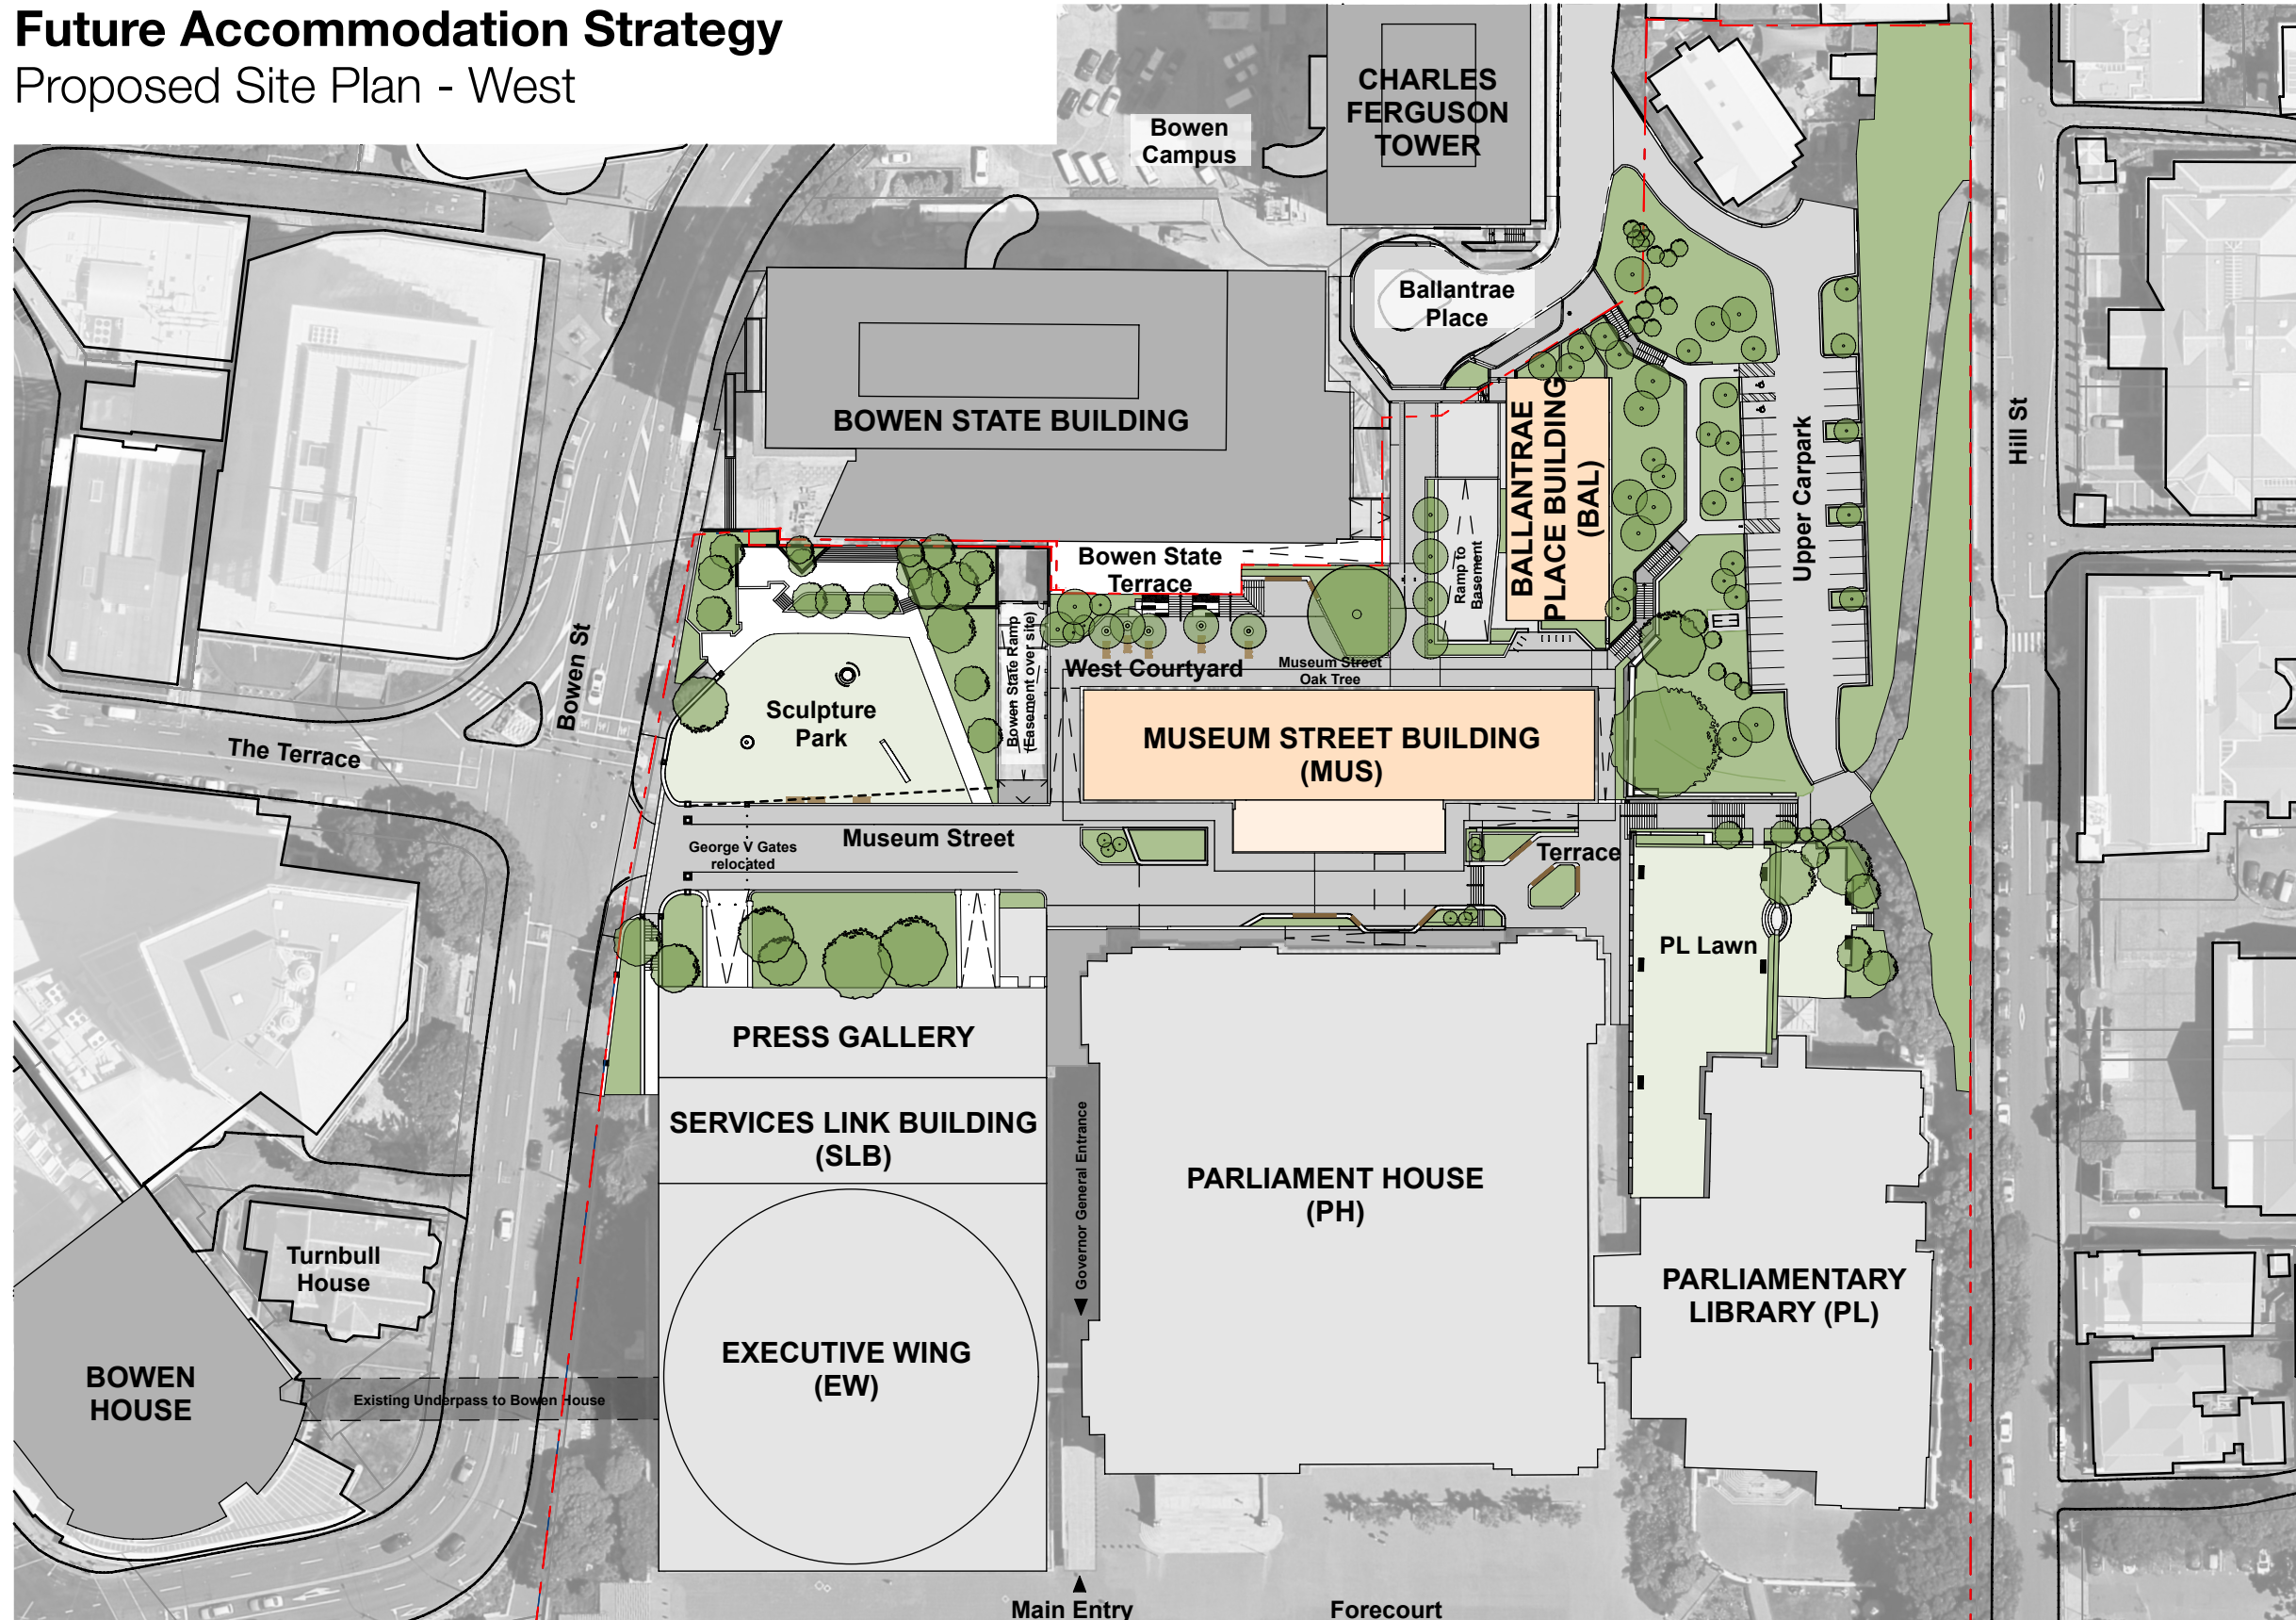 Future Accommodation Strategy
Proposed Site Plan - West
CHARLES
FERGUSON
TOWER
Bowen
Campus
Ballantrae
Place
BOWEN STATE BUILDING
BALLANTRAE
PLACE BUILDING
(BAL)
Upper Carpark
Hill St
Bowen State
Terrace
Ramp to
Basement
Bowen St
The Terrace
Sculpture
Park
Bowen State Ramp
(Easement over site)
West Courtyard
Museum Street
Oak Tree
MUSEUM STREET BUILDING
(MUS)
Museum Street
George V Gates
relocated
Terrace
PL Lawn
PRESS GALLERY
SERVICES LINK BUILDING
(SLB)
Governor General Entrance
PARLIAMENT HOUSE
(PH)
Turnbull
House
PARLIAMENTARY
LIBRARY (PL)
EXECUTIVE WING
(EW)
BOWEN
HOUSE
Existing Underpass to Bowen House
Main Entry
Forecourt